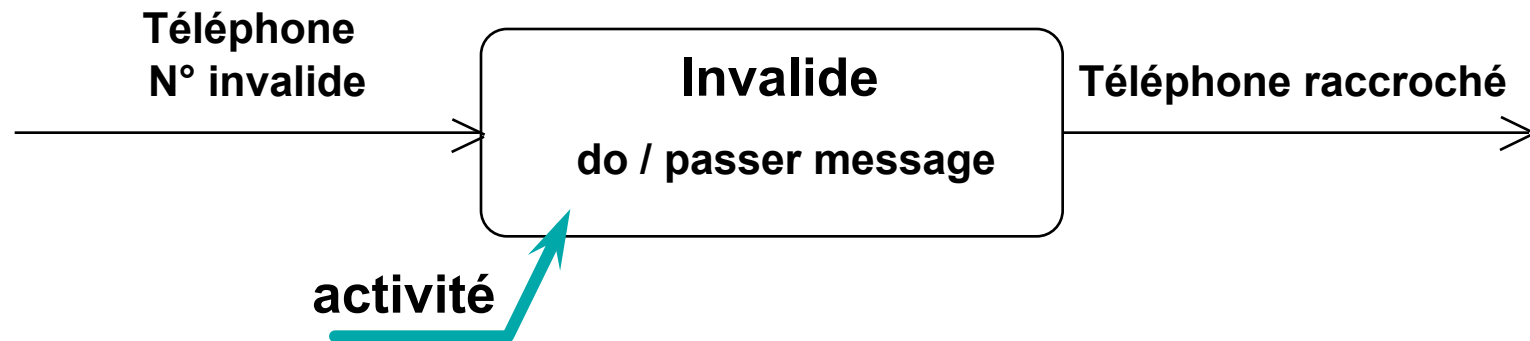 Téléphone
N° invalide
Invalide
Téléphone raccroché
do / passer message
activité